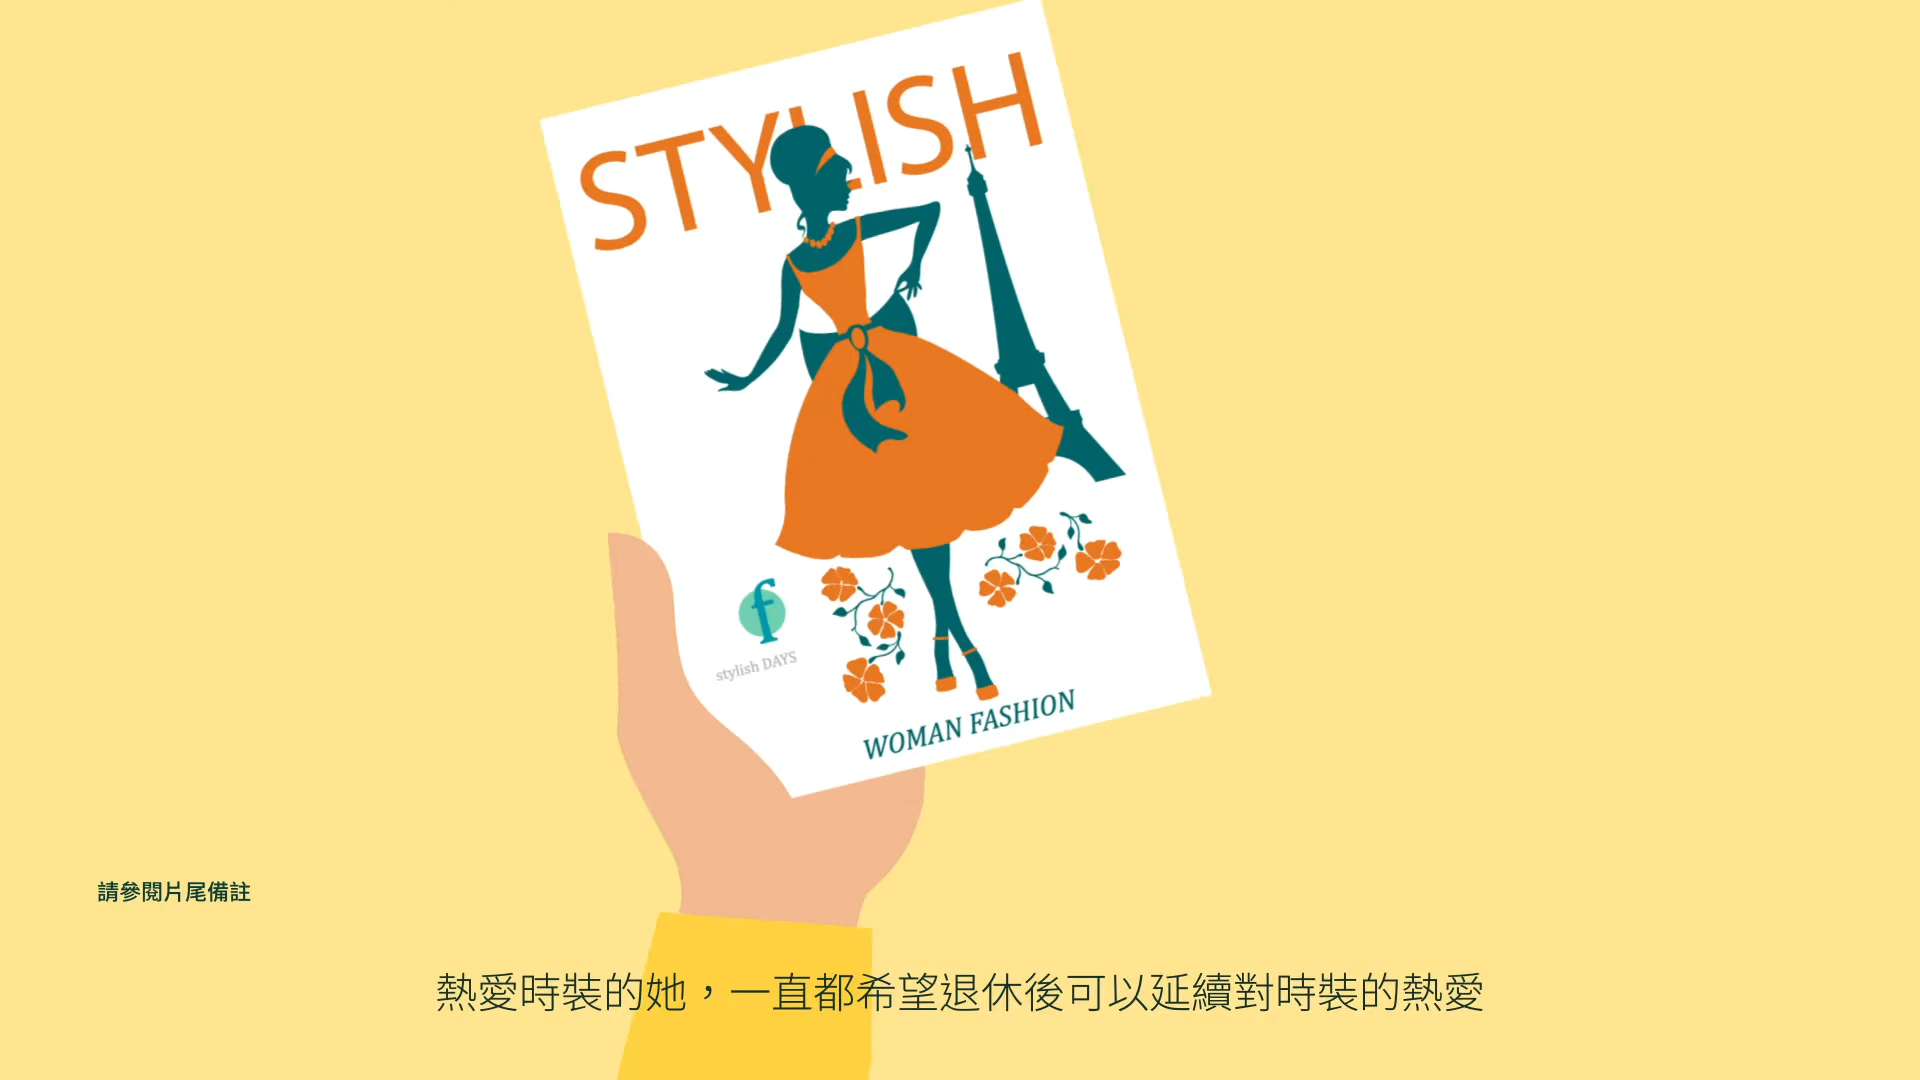 STYLISH
f
stylish DAYS
WOMAN FASHION
請參閱片尾備註
熱愛時裝的她，一直都希望退休後可以延續對時裝的熱愛